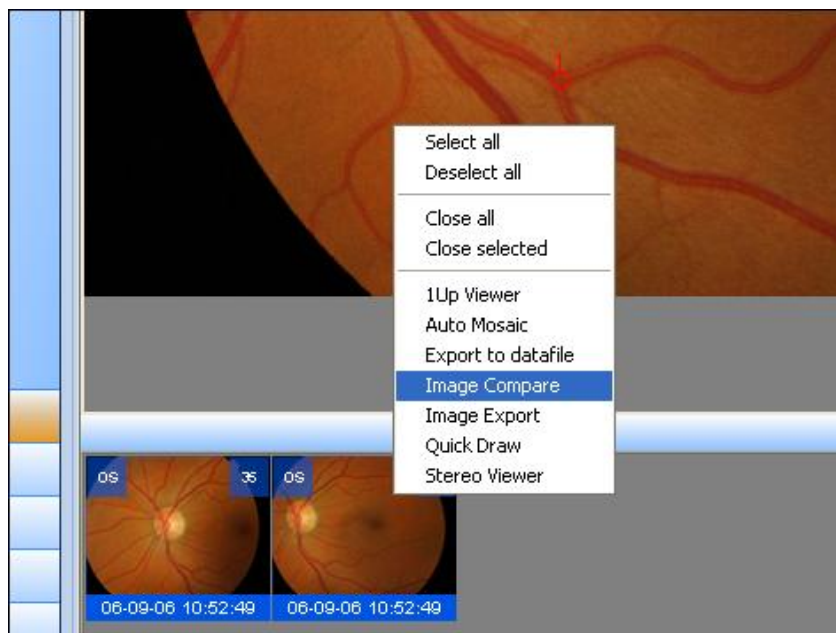 Select all
Deselect all
Close all
Close selected
1Up Viewer
Auto Mosaic
Export to datafile
Image Compare
Image Export
Quick Draw
Stereo Viewer
OS 35 OS
06-09-06 10:52:49 06-09-06 10:52:49